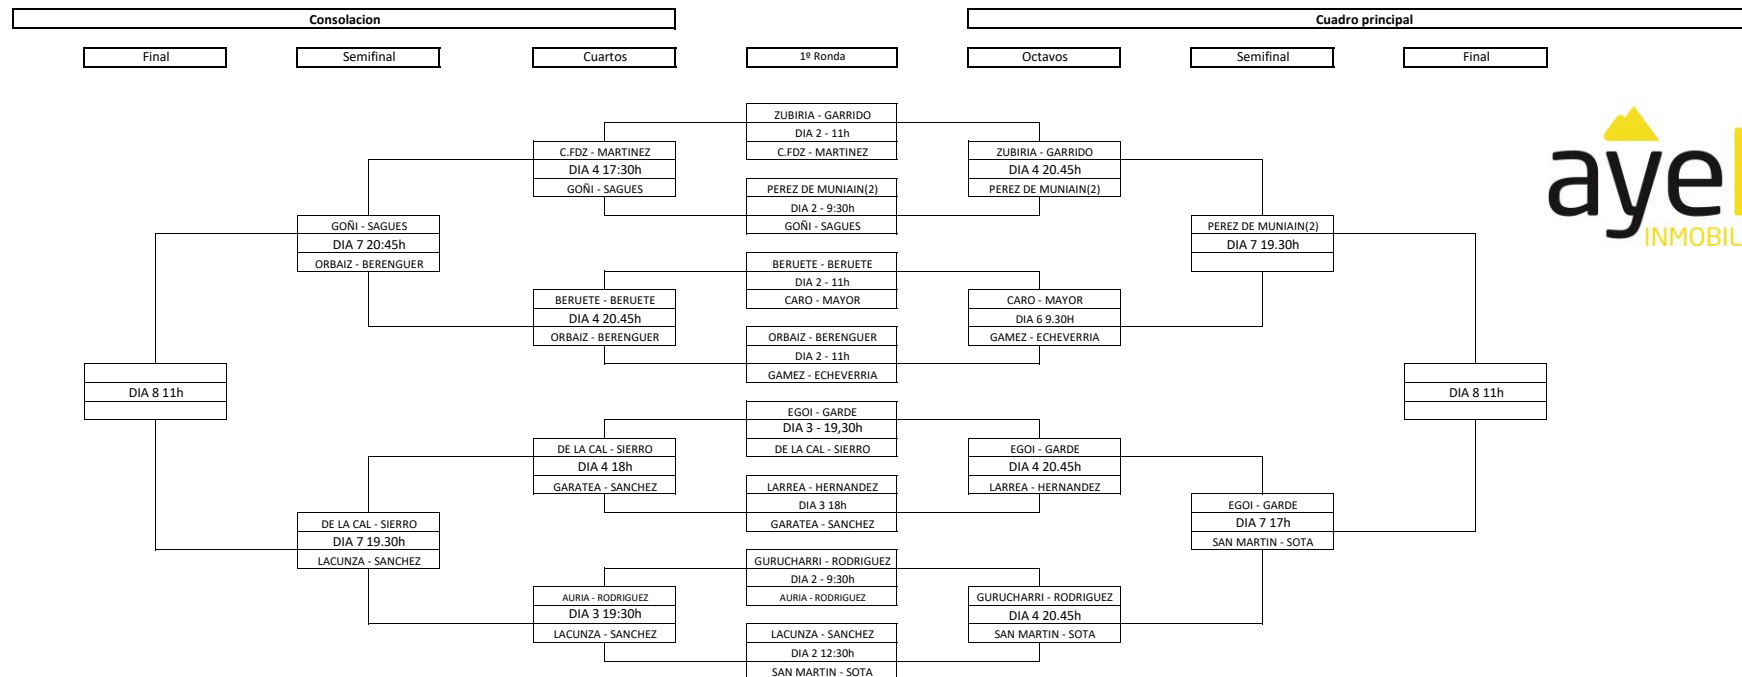 Consolacion
Cuadro principal
Final
Semifinal
Cuartos
1º Ronda
Octavos
Semifinal
Final
ZUBIRIA - GARRIDO
DIA 2 - 11h
C.FDZ - MARTINEZ
C.FDZ - MARTINEZ
DIA 4 17:30h
GOÑI - SAGUES
ZUBIRIA - GARRIDO
DIA 4 20.45h
PEREZ DE MUNIAIN(2)
PEREZ DE MUNIAIN(2)
DIA 2 - 9:30h
GOÑI - SAGUES
GOÑI - SAGUES
DIA 7 20:45h
ORBAIZ - BERENGUER
PEREZ DE MUNIAIN(2)
DIA 7 19.30h
aye
INMOBIL
BERUETE - BERUETE
DIA 2 - 11h
CARO - MAYOR
BERUETE - BERUETE
DIA 4 20.45h
ORBAIZ - BERENGUER
CARO - MAYOR
DIA 6 9.30H
GAMEZ - ECHEVERRIA
ORBAIZ - BERENGUER
DIA 2 - 11h
GAMEZ - ECHEVERRIA
DIA 8 11h
DIA 8 11h
EGOI - GARDE
DIA 3 - 19,30h
DE LA CAL - SIERRO
DE LA CAL - SIERRO
DIA 4 18h
GARATEA - SANCHEZ
EGOI - GARDE
DIA 4 20.45h
LARREA - HERNANDEZ
LARREA - HERNANDEZ
DIA 3 18h
GARATEA - SANCHEZ
DE LA CAL - SIERRO
DIA 7 19.30h
LACUNZA - SANCHEZ
EGOI - GARDE
DIA 7 17h
SAN MARTIN - SOTA
GURUCHARRI - RODRIGUEZ
DIA 2 - 9:30h
AURIA - RODRIGUEZ
AURIA - RODRIGUEZ
DIA 3 19:30h
LACUNZA - SANCHEZ
GURUCHARRI - RODRIGUEZ
DIA 4 20.45h
SAN MARTIN - SOTA
LACUNZA - SANCHEZ
DIA 2 12:30h
SAN MARTIN - SOTA